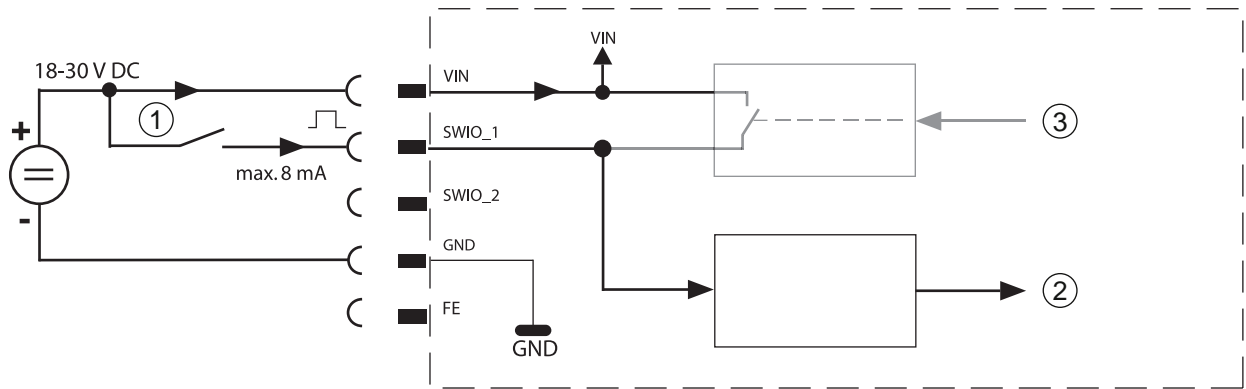 18-30 V DC
VIN
VIN
①
SWIO_1
③
max. 8 mA
+
SWIO_2
-
GND
②
FE
GND